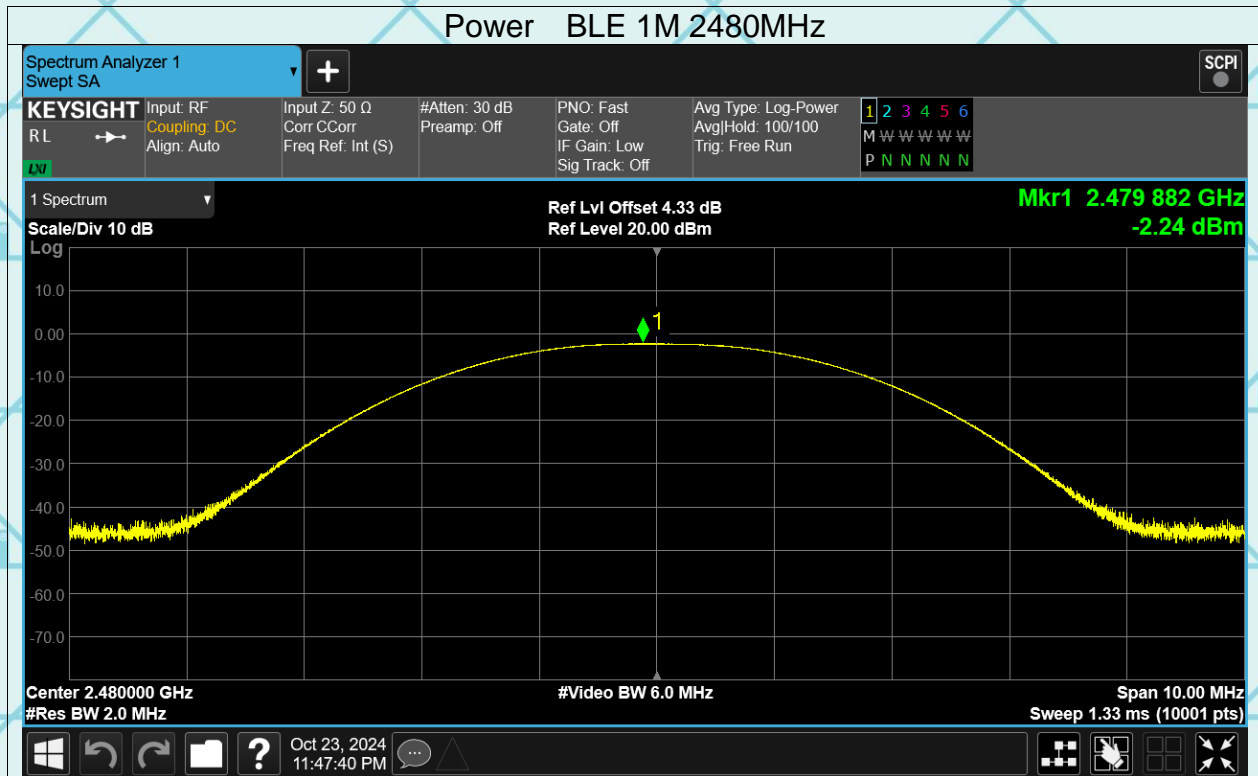 Power BLE 1M 2480MHz
Spectrum Analyzer 1
Swept SA
+
SCPI
KEYSIGHT
RL
LXI
Input: RF
Coupling: DC
Align: Auto
Input Z: 50 Ω
Corr CCorr
Freq Ref: Int (S)
#Atten: 30 dB
Preamp: Off
PNO: Fast
Gate: Off
IF Gain: Low
Sig Track: Off
Avg Type: Log-Power
Avg|Hold: 100/100
Trig: Free Run
1 2 3 4 5 6
M W W W W W
P N N N N N
1 Spectrum
Scale/Div 10 dB
Ref Lvl Offset 4.33 dB
Ref Level 20.00 dBm
Mkr1 2.479 882 GHz
-2.24 dBm
Log
10.0
0.00
-10.0
-20.0
-30.0
-40.0
-50.0
-60.0
-70.0
1
Center 2.480000 GHz
#Res BW 2.0 MHz
#Video BW 6.0 MHz
Span 10.00 MHz
Sweep 1.33 ms (10001 pts)
?
Oct 23, 2024
11:47:40 PM